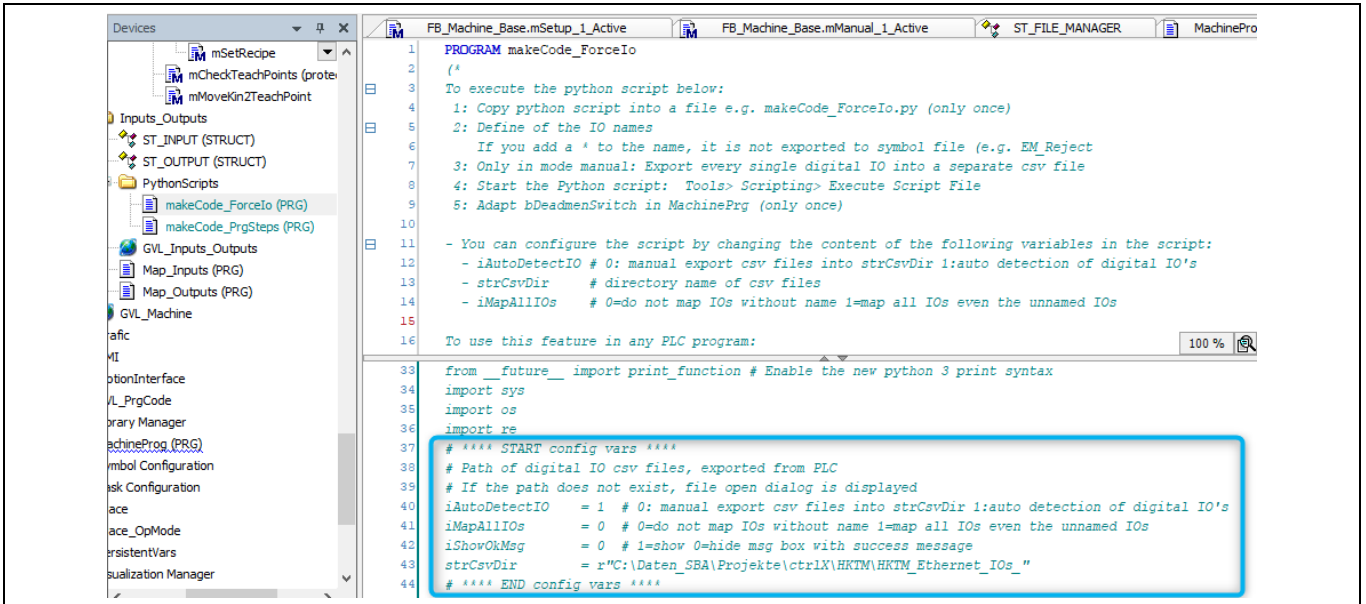 Devices
mSetRecipe
mCheckTeachPoints (prote
mMoveKin2TeachPoint
Inputs_Outputs
ST_INPUT (STRUCT)
ST_OUTPUT (STRUCT)
PythonScripts
makeCode_ForceIo (PRG)
makeCode_PrgSteps (PRG)
GVL_Inputs_Outputs
Map_Inputs (PRG)
Map_Outputs (PRG)
GVL_Machine
rafic
MI
otionInterface
VL_PrgCode
brary Manager
achineProg (PRG)
mbol Configuration
ask Configuration
ace
ace_OpMode
ersistentVars
sualization Manager
FB_Machine_Base.mSetup_1_Active FB_Machine_Base.mManual_1_Active ST_FILE_MANAGER MachinePro
1 PROGRAM makeCode_ForceIo
2 (*
3 To execute the python script below:
4 1: Copy python script into a file e.g. makeCode_ForceIo.py (only once)
5 2: Define of the IO names
6 If you add a * to the name, it is not exported to symbol file (e.g. EM_Reject
7 3: Only in mode manual: Export every single digital IO into a separate csv file
8 4: Start the Python script: Tools> Scripting> Execute Script File
9 5: Adapt bDeadmenSwitch in MachinePrg (only once)
10
11 - You can configure the script by changing the content of the following variables in the script:
12 - iAutoDetectIO # 0: manual export csv files into strCsvDir 1:auto detection of digital IO's
13 - strCsvDir # directory name of csv files
14 - iMapAllIOs # 0=do not map IOs without name 1=map all IOs even the unnamed IOs
15
16 To use this feature in any PLC program:
100 %
33 from __future__ import print_function # Enable the new python 3 print syntax
34 import sys
35 import os
36 import re
37 # **** START config vars ****
38 # Path of digital IO csv files, exported from PLC
39 # If the path does not exist, file open dialog is displayed
40 iAutoDetectIO = 1 # 0: manual export csv files into strCsvDir 1:auto detection of digital IO's
41 iMapAllIOs = 0 # 0=do not map IOs without name 1=map all IOs even the unnamed IOs
42 iShowOkMsg = 0 # 1=show 0=hide msg box with success message
43 strCsvDir = r"C:\Daten_SBA\Projekte\ctrlX\HKTM\HKTM_Ethernet_IOs_"
44 # **** END config vars ****